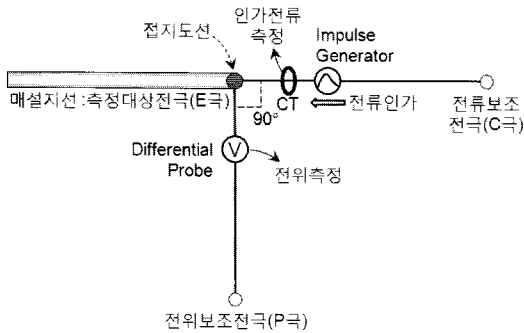 인가전류
측정
Impulse
Generator
접지도선
매설지선 :측정대상전극(E극)
90°
CT
전류인가
전류보조
전극(C극)
Differential
Probe
V
전위측정
전위보조전극(P극)